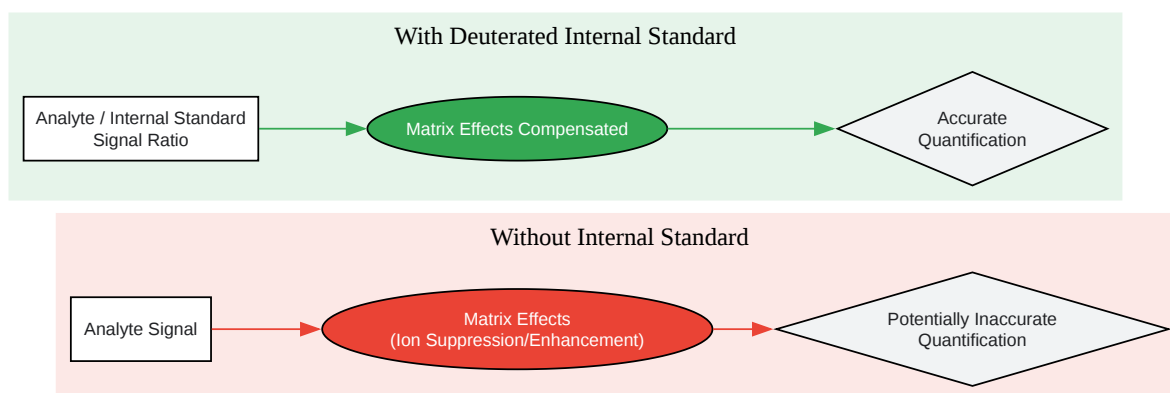 With Deuterated Internal Standard
Analyte / Internal Standard
Signal Ratio
Matrix Effects Compensated
Accurate
Quantification
Without Internal Standard
Analyte Signal
Matrix Effects
(Ion Suppression/Enhancement)
Potentially Inaccurate
Quantification